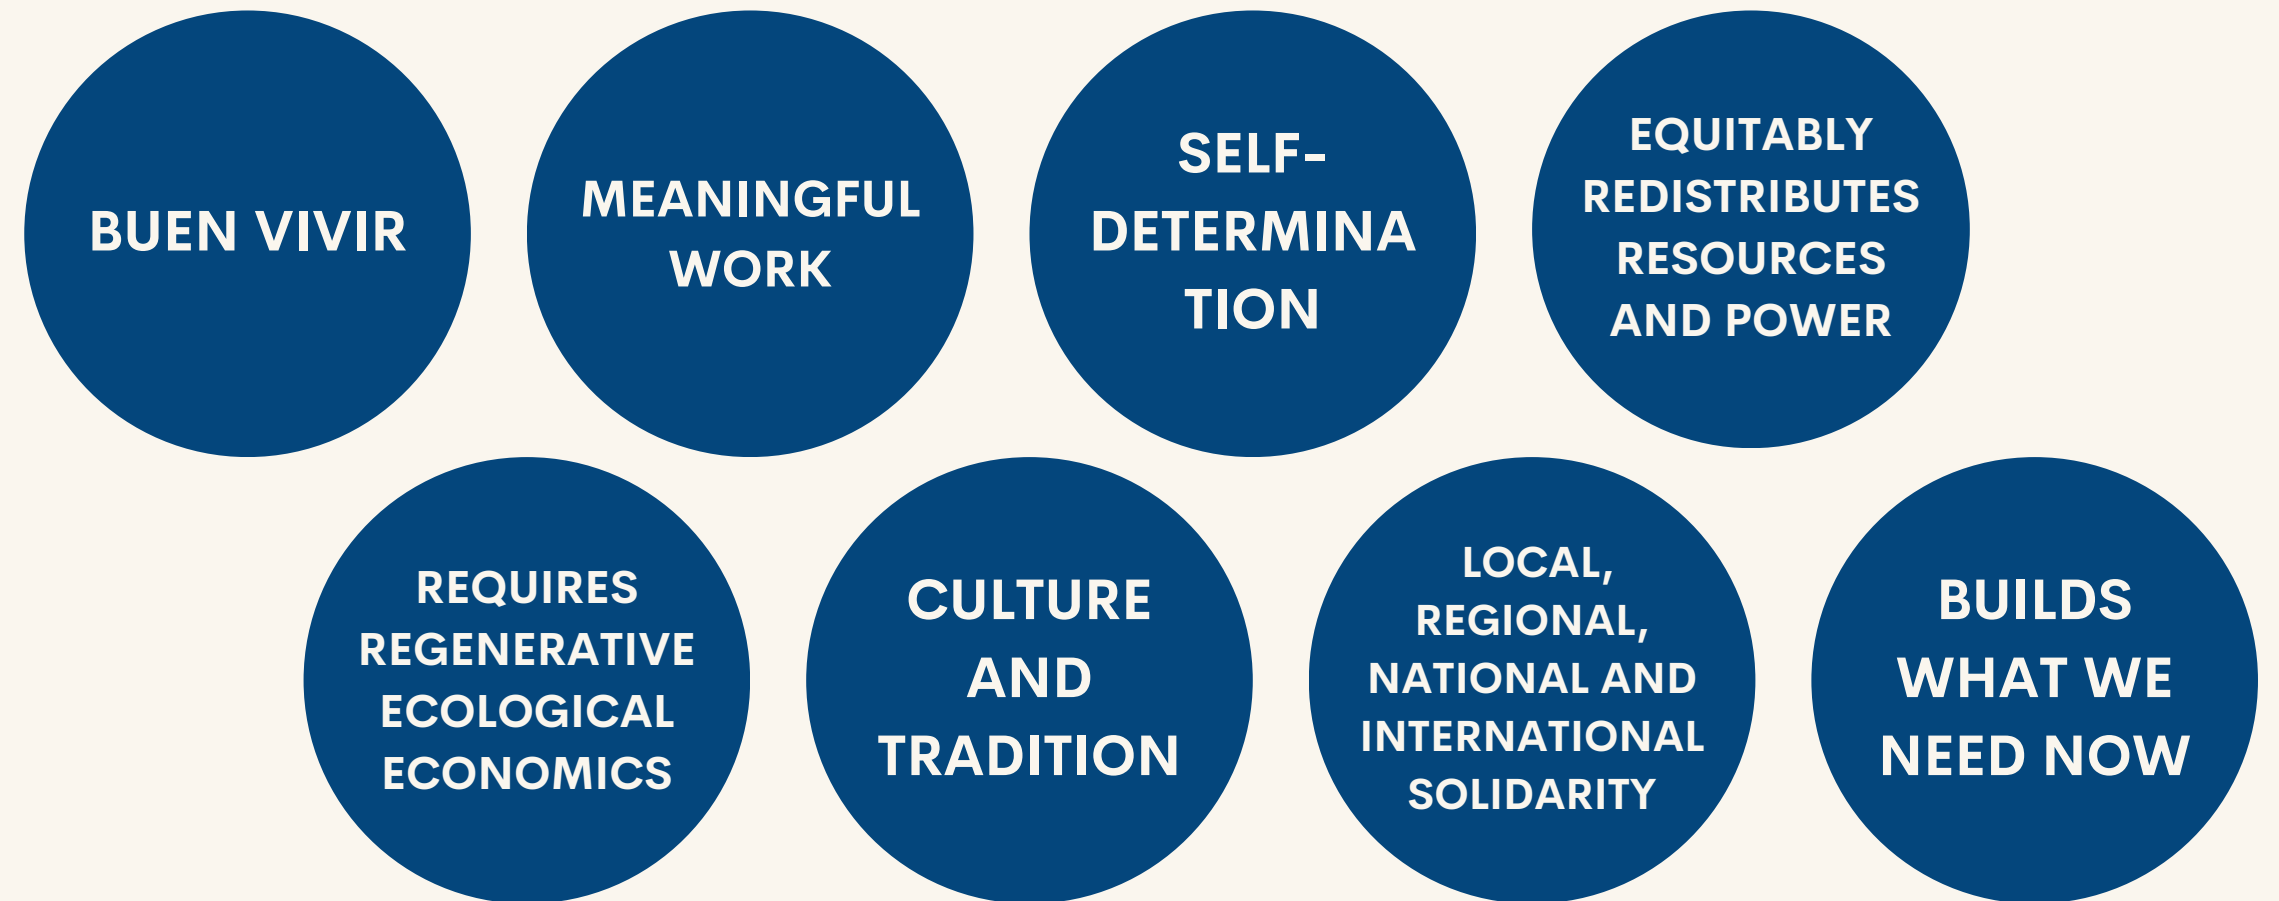 BUEN VIVIR
MEANINGFUL
WORK
SELF-
DETERMINA
TION
EQUITABLY
REDISTRIBUTES
RESOURCES
AND POWER
REQUIRES
REGENERATIVE
ECOLOGICAL
ECONOMICS
CULTURE
AND
TRADITION
LOCAL,
REGIONAL,
NATIONAL AND
INTERNATIONAL
SOLIDARITY
BUILDS
WHAT WE
NEED NOW